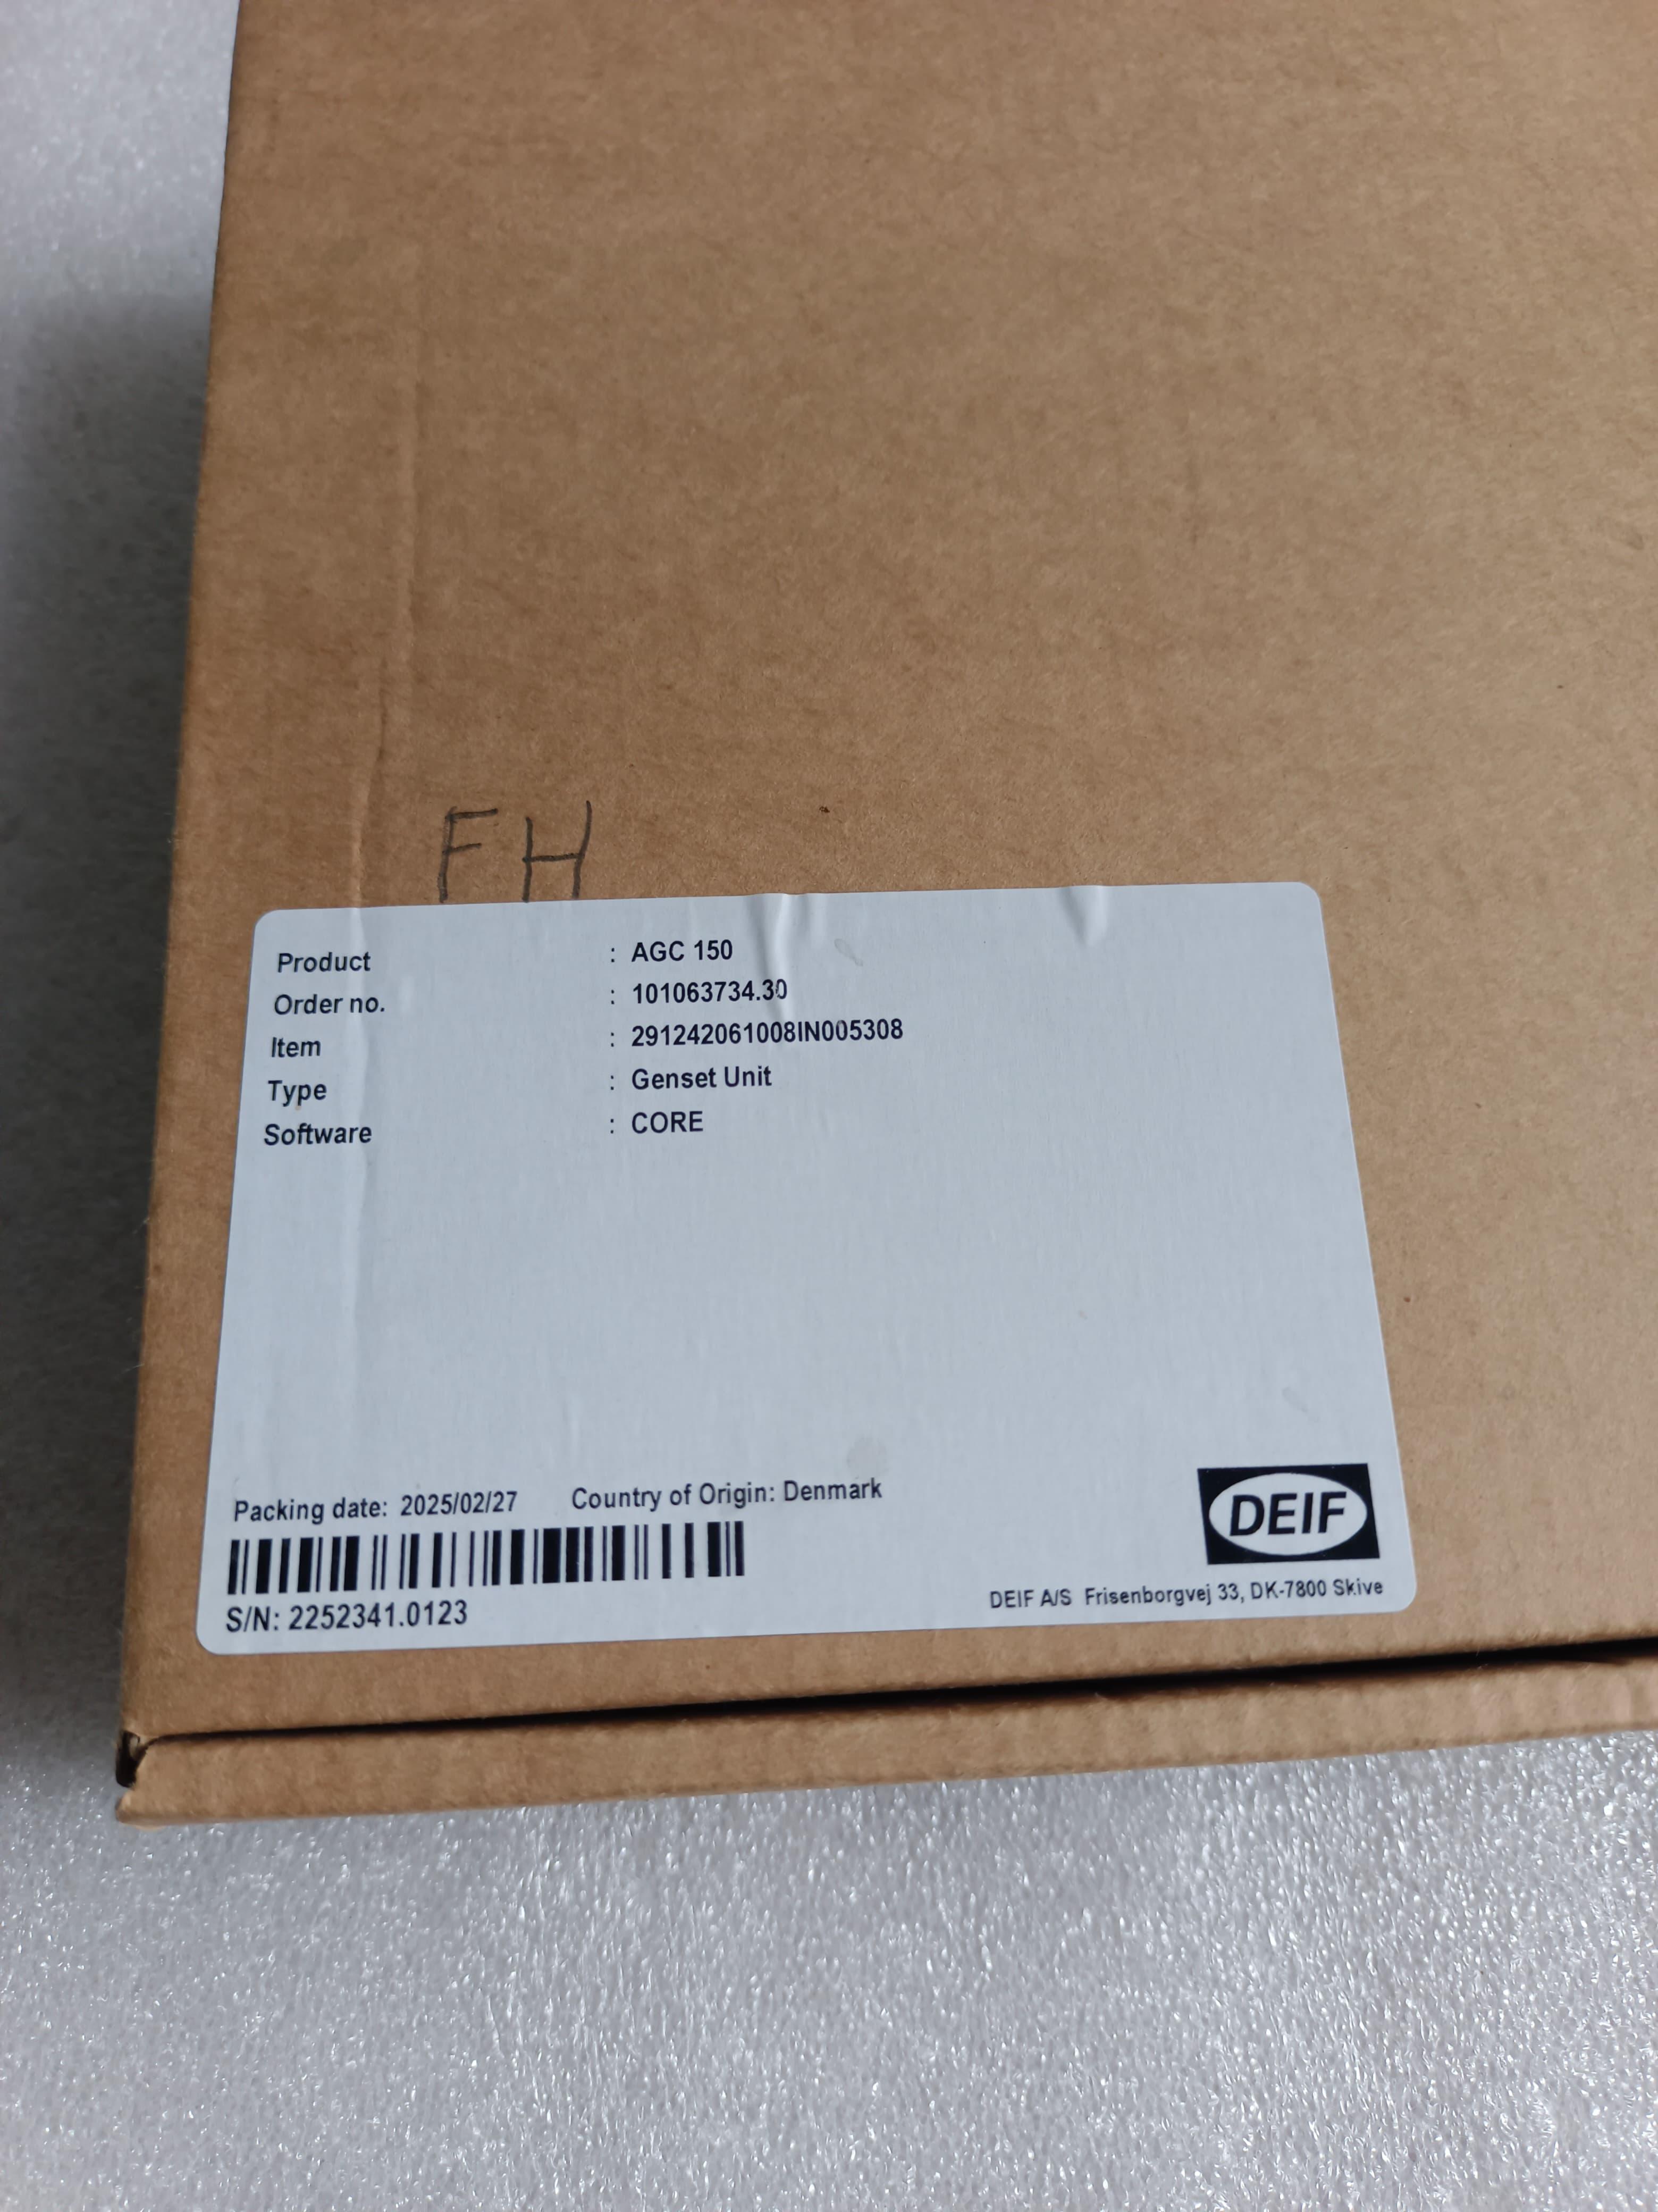 FH
Product : AGC 150
Order no. : 101063734.30
Item : 291242061008IN005308
Type : Genset Unit
Software : CORE
Packing date: 2025/02/27 Country of Origin: Denmark
S/N: 2252341.0123
DEIF
DEIF A/S Frisenborgvej 33, DK-7800 Skive